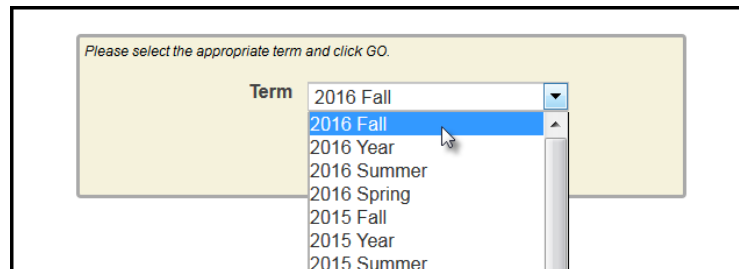 Please select the appropriate term and click GO.
Term 2016 Fall
2016 Fall
2016 Year
2016 Summer
2016 Spring
2015 Fall
2015 Year
2015 Summer